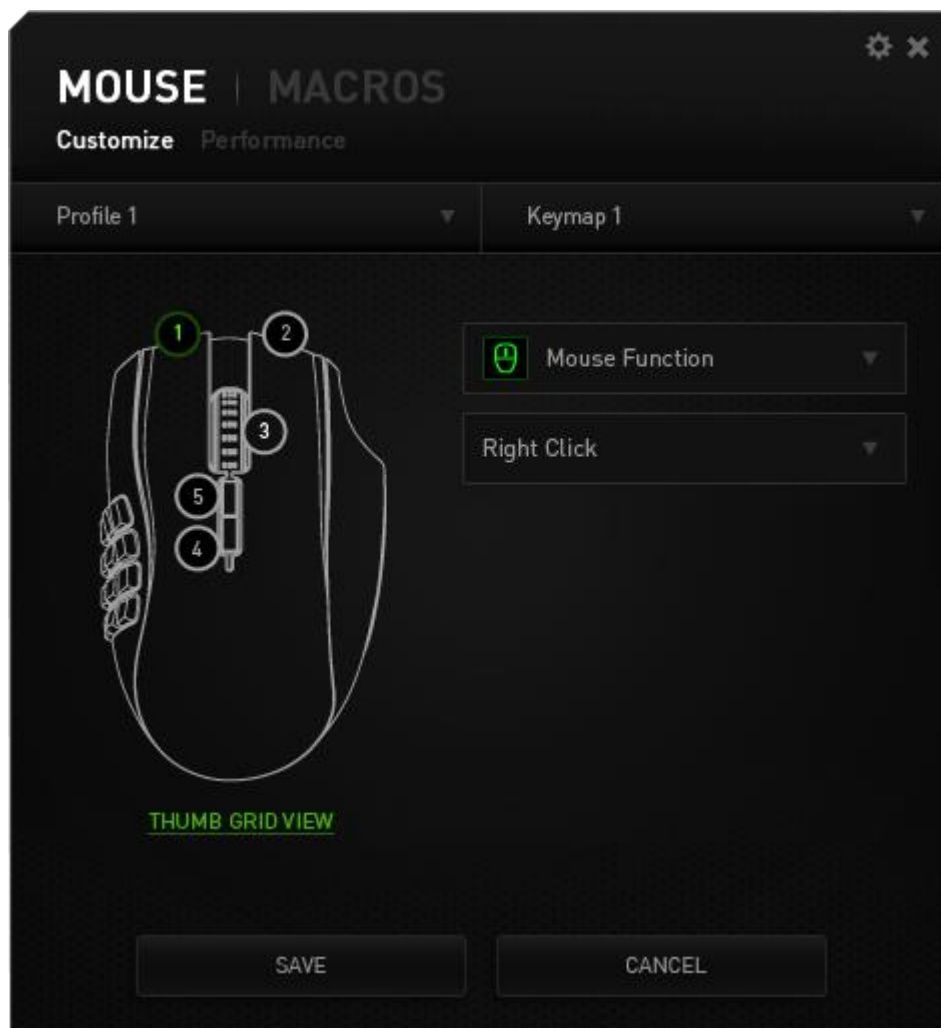 MOUSE | MACROS
Customize Performance
Profile 1 Keymap 1
1 2
Mouse Function
3
Right Click
5
4
THUMB GRID VIEW
SAVE CANCEL